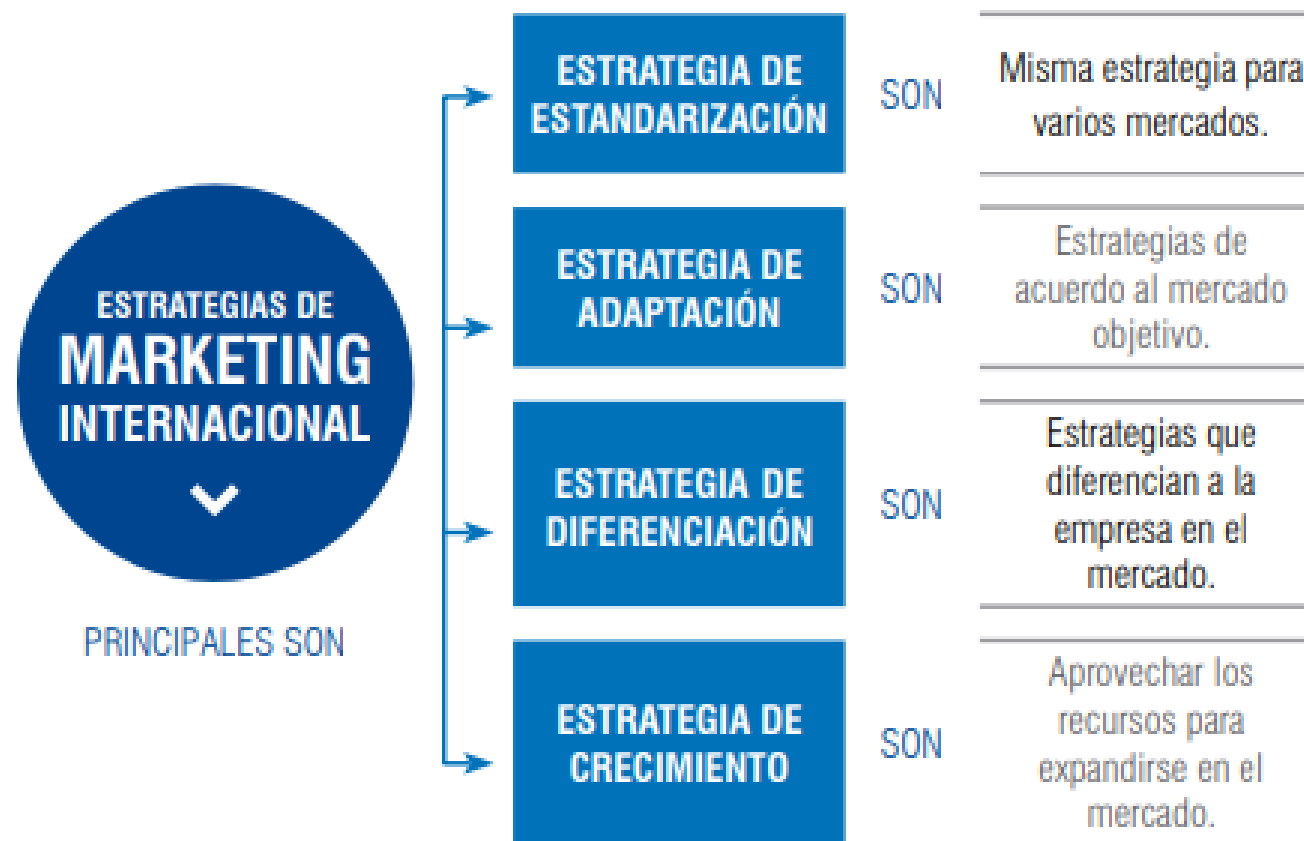 ESTRATEGIAS DE
MARKETING
INTERNACIONAL
PRINCIPALES SON
ESTRATEGIA DE
ESTANDARIZACIÓN
SON
Misma estrategia para
varios mercados.
ESTRATEGIA DE
ADAPTACIÓN
SON
Estrategias de
acuerdo al mercado
objetivo.
ESTRATEGIA DE
DIFERENCIACIÓN
SON
Estrategias que
diferencian a la
empresa en el
mercado.
ESTRATEGIA DE
CRECIMIENTO
SON
Aprovechar los
recursos para
expandirse en el
mercado.